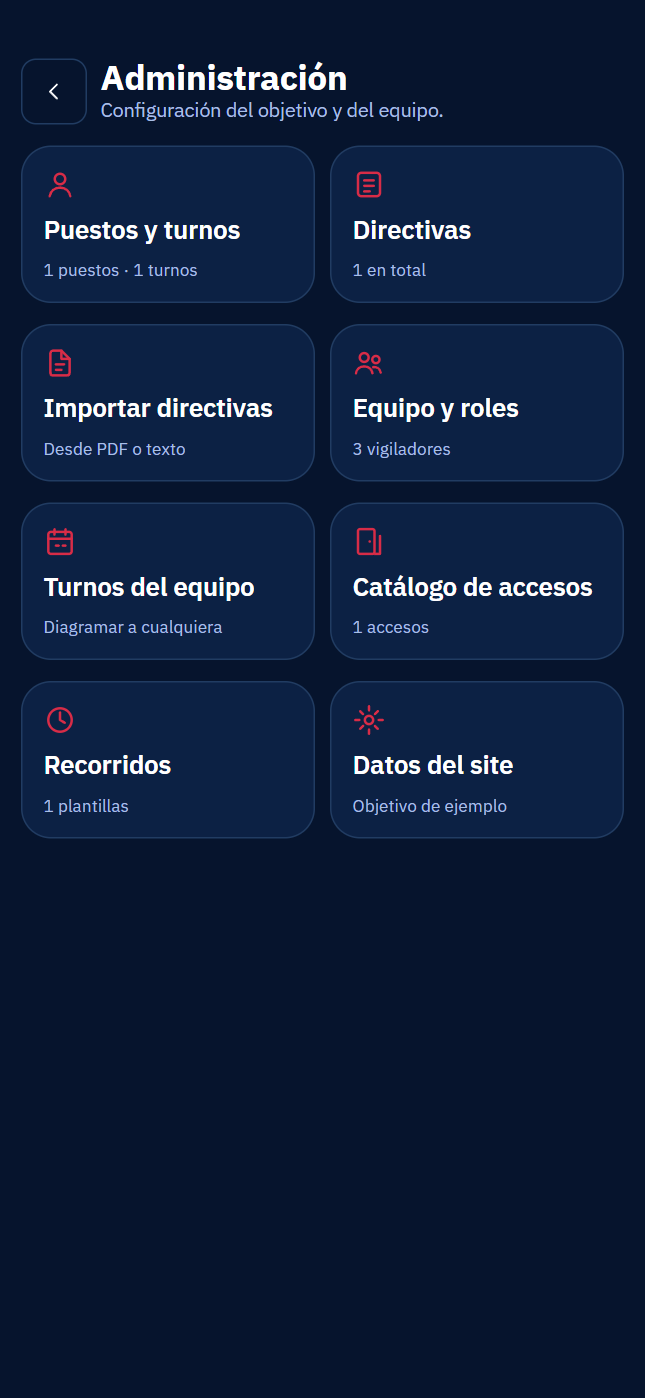 Administración
Configuración del objetivo y del equipo.
Puestos y turnos
1 puestos · 1 turnos
Directivas
1 en total
Importar directivas
Desde PDF o texto
Equipo y roles
3 vigiladores
Turnos del equipo
Diagramar a cualquiera
Catálogo de accesos
1 accesos
Recorridos
1 plantillas
Datos del site
Objetivo de ejemplo